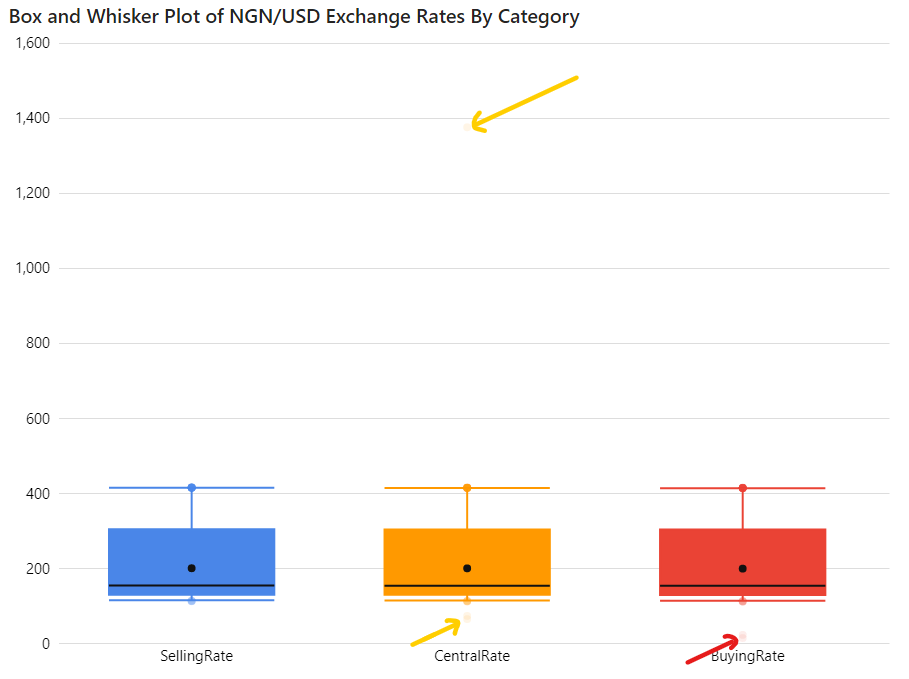 Box and Whisker Plot of NGN/USD Exchange Rates By Category
1,600
1,400
1,200
1,000
800
600
400
200
0
SellingRate
CentralRate
BuyingRate